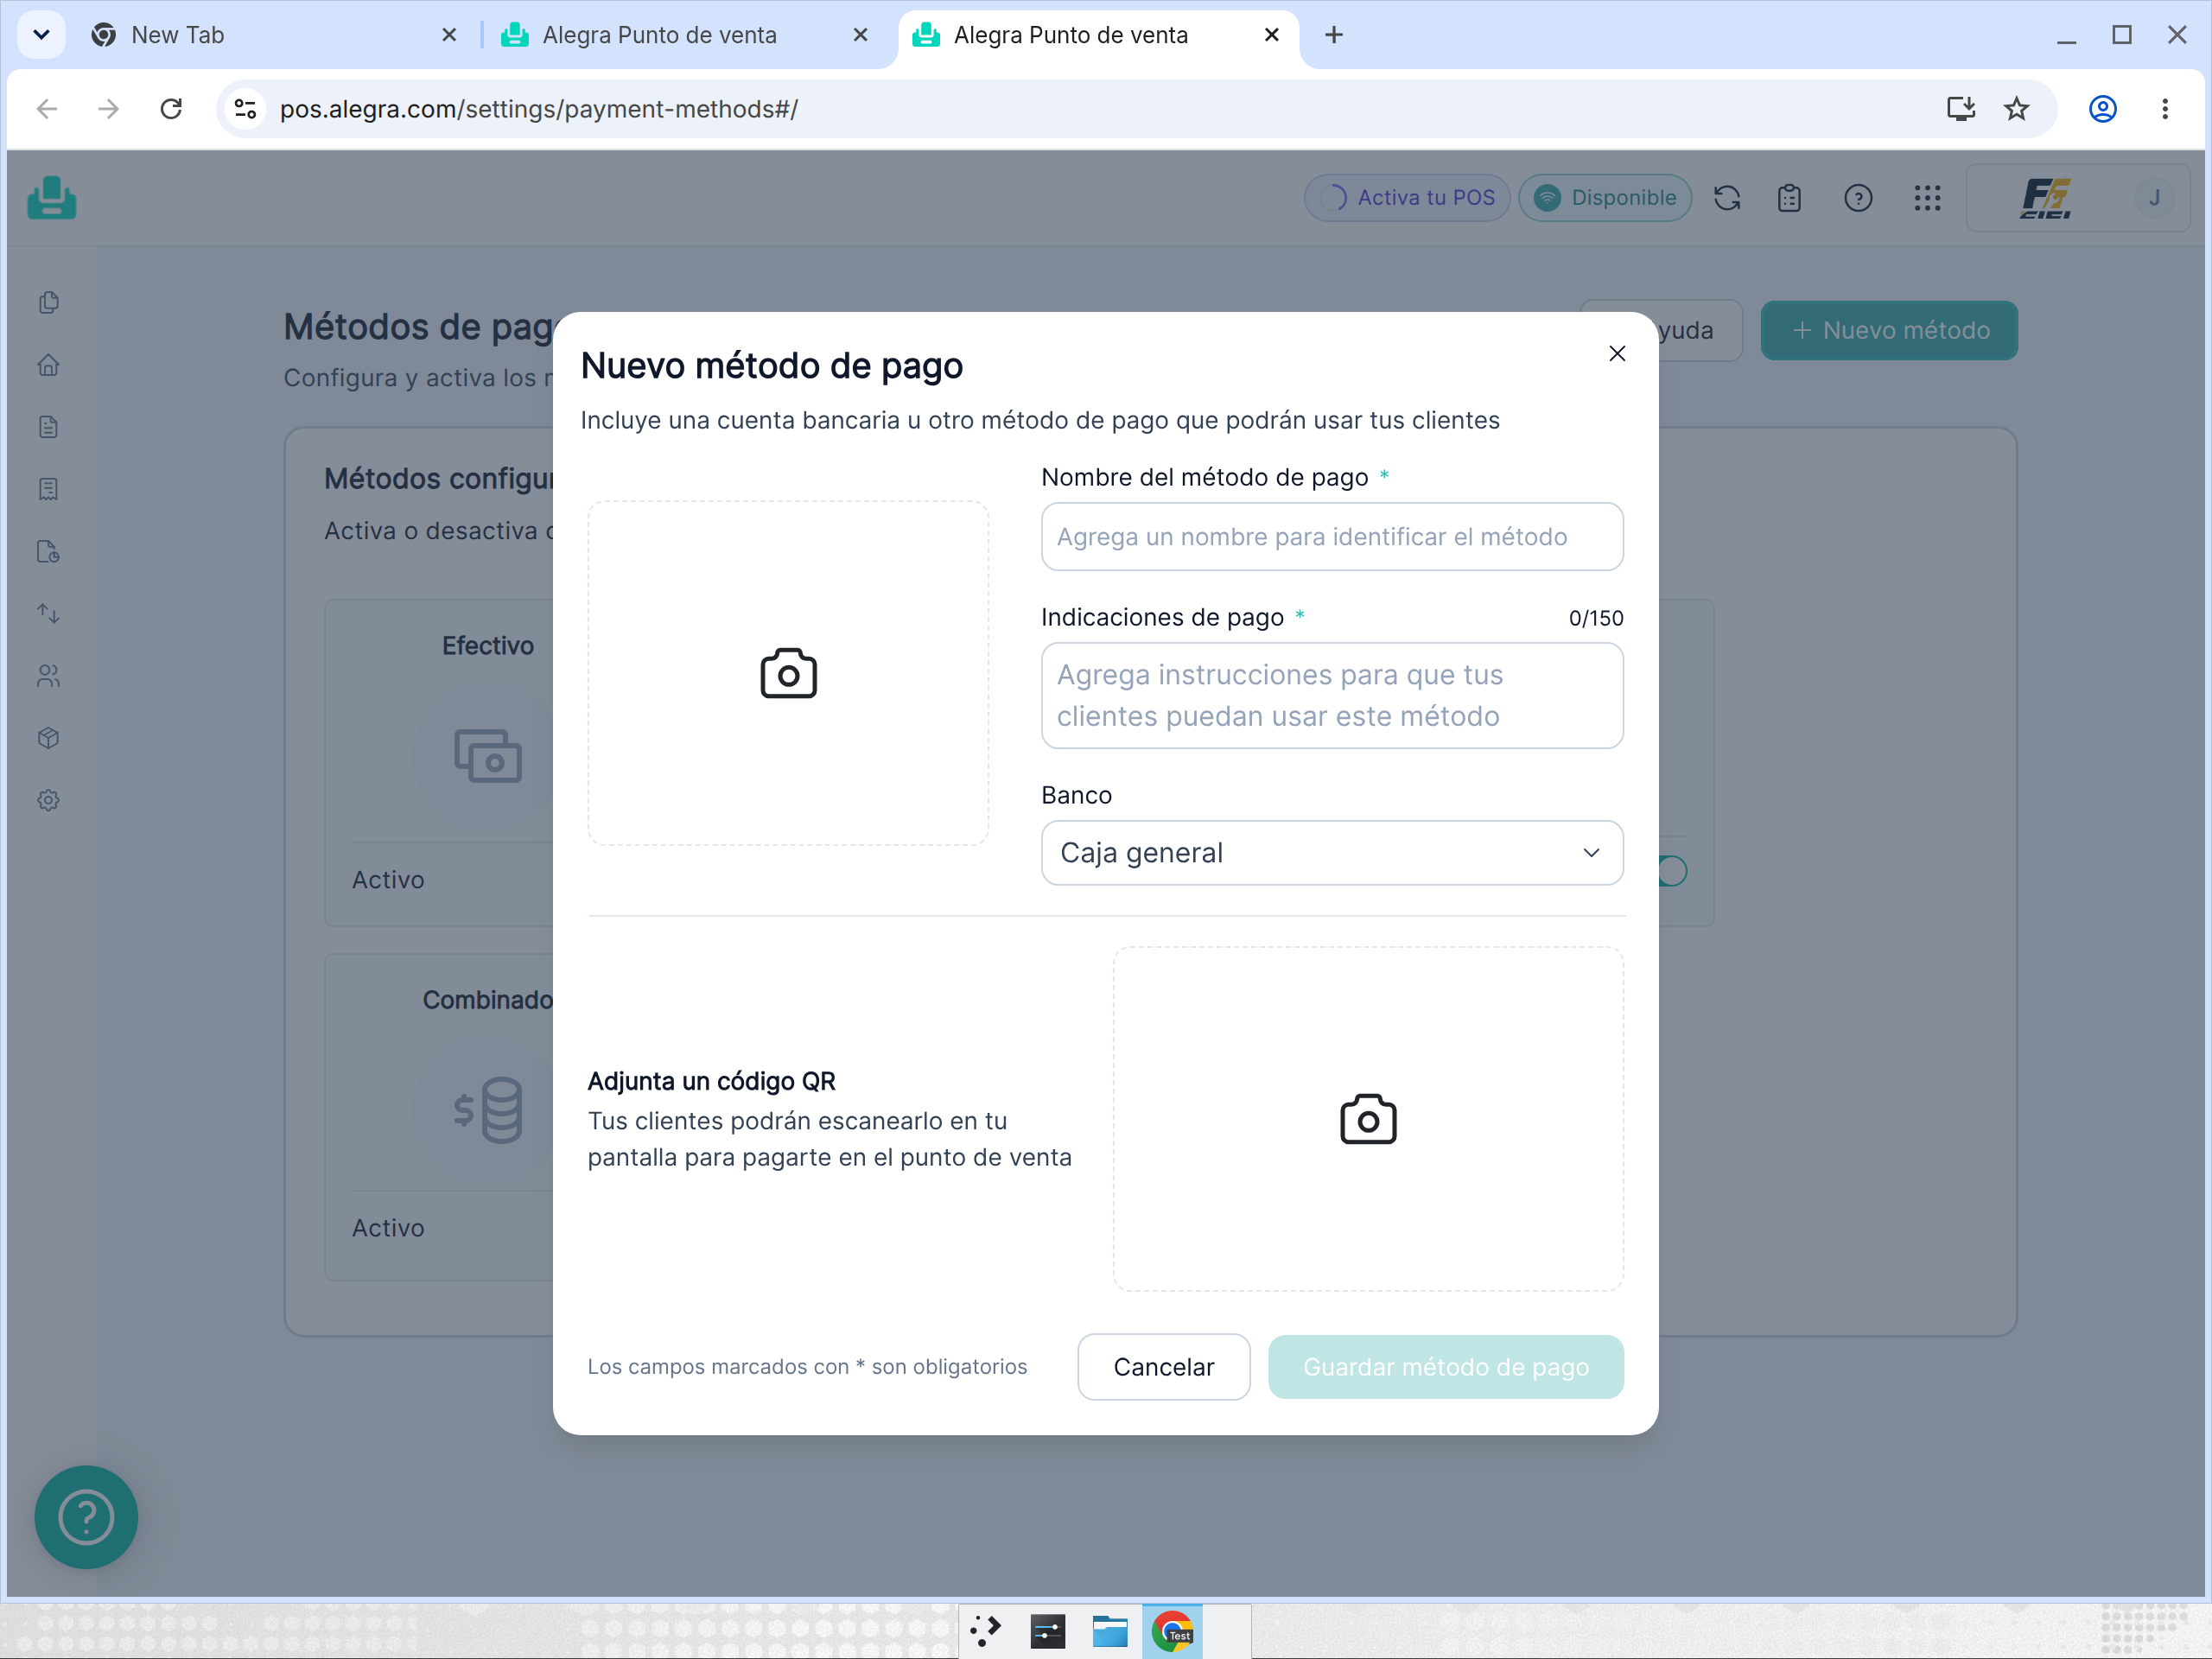 New Tab
Alegra Punto de venta
Alegra Punto de venta
pos.alegra.com/settings/payment-methods#/
Activa tu POS
Disponible
J
Métodos de pag
yuda
Nuevo método
Configura y activa los
Métodos configu
Activa o desactiva
Efectivo
Activo
Combinado
Activo
Nuevo método de pago
Incluye una cuenta bancaria u otro método de pago que podrán usar tus clientes
Nombre del método de pago *
Agrega un nombre para identificar el método
Indicaciones de pago * 0/150
Agrega instrucciones para que tus
clientes puedan usar este método
Banco
Caja general
Adjunta un código QR
Tus clientes podrán escanearlo en tu
pantalla para pagarte en el punto de venta
Los campos marcados con * son obligatorios
Cancelar
Guardar método de pago
Test